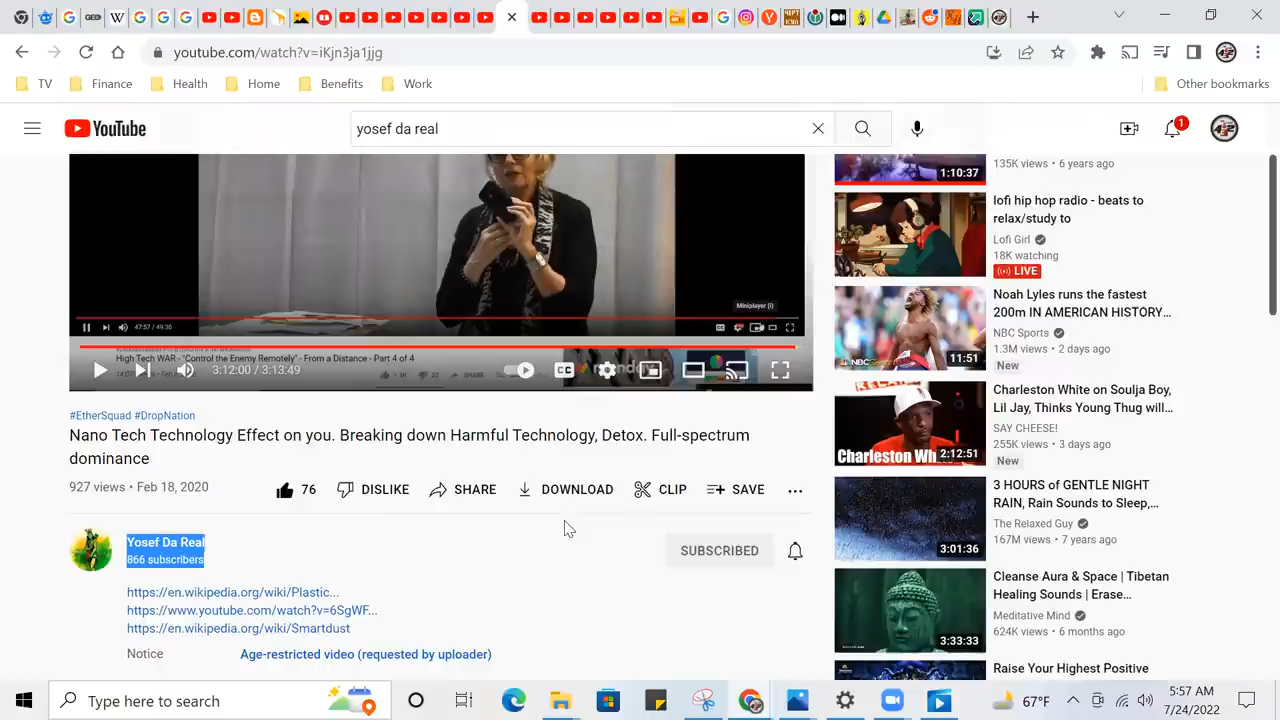 youtube.com/watch?v=iKjn3ja1jjg
TV
Finance
Health
Home
Benefits
Work
Other bookmarks
YouTube
yosef da real
1
47:57 / 49:30
Miniplayer (i)
High Tech WAR - "Control the Enemy Remotely" - From a Distance - Part 4 of 4
3:12:00 / 3:13:49
CC
#EtherSquad #DropNation
Nano Tech Technology Effect on you. Breaking down Harmful Technology, Detox. Full-spectrum
dominance
927 views • Feb 18, 2020
76
DISLIKE
SHARE
DOWNLOAD
CLIP
SAVE
Yosef Da Real
866 subscribers
SUBSCRIBED
https://en.wikipedia.org/wiki/Plastic...
https://www.youtube.com/watch?v=6SgWF...
https://en.wikipedia.org/wiki/Smartdust
Notice
Age-restricted video (requested by uploader)
135K views • 6 years ago
1:10:37
lofi hip hop radio - beats to
relax/study to
Lofi Girl
18K watching
LIVE
Noah Lyles runs the fastest
200m IN AMERICAN HISTORY...
NBC Sports
1.3M views • 2 days ago
New
11:51
Charleston White on Soulja Boy,
Lil Jay, Thinks Young Thug will...
SAY CHEESE!
255K views • 3 days ago
New
Charleston Wh
2:12:51
3 HOURS of GENTLE NIGHT
RAIN, Rain Sounds to Sleep,...
The Relaxed Guy
167M views • 7 years ago
3:01:36
Cleanse Aura & Space | Tibetan
Healing Sounds | Erase...
Meditative Mind
624K views • 6 months ago
3:33:33
Raise Your Highest Positive
Type here to search
67°F
5:57 AM
7/24/2022